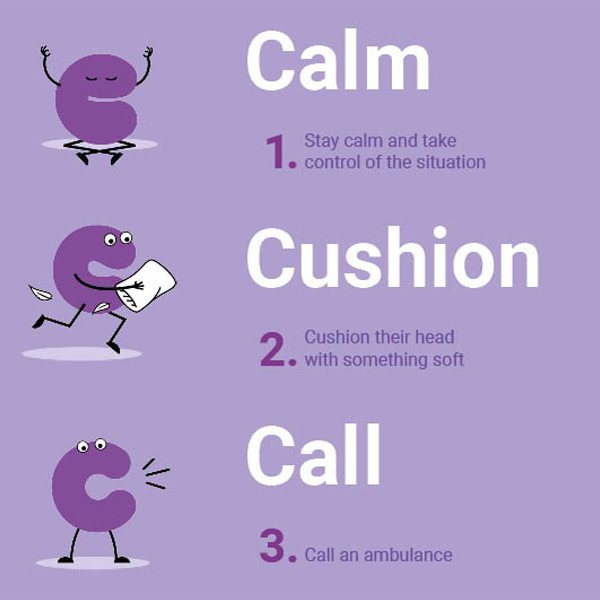 Calm
1. Stay calm and take
control of the situation
Cushion
2. Cushion their head
with something soft
Call
3. Call an ambulance